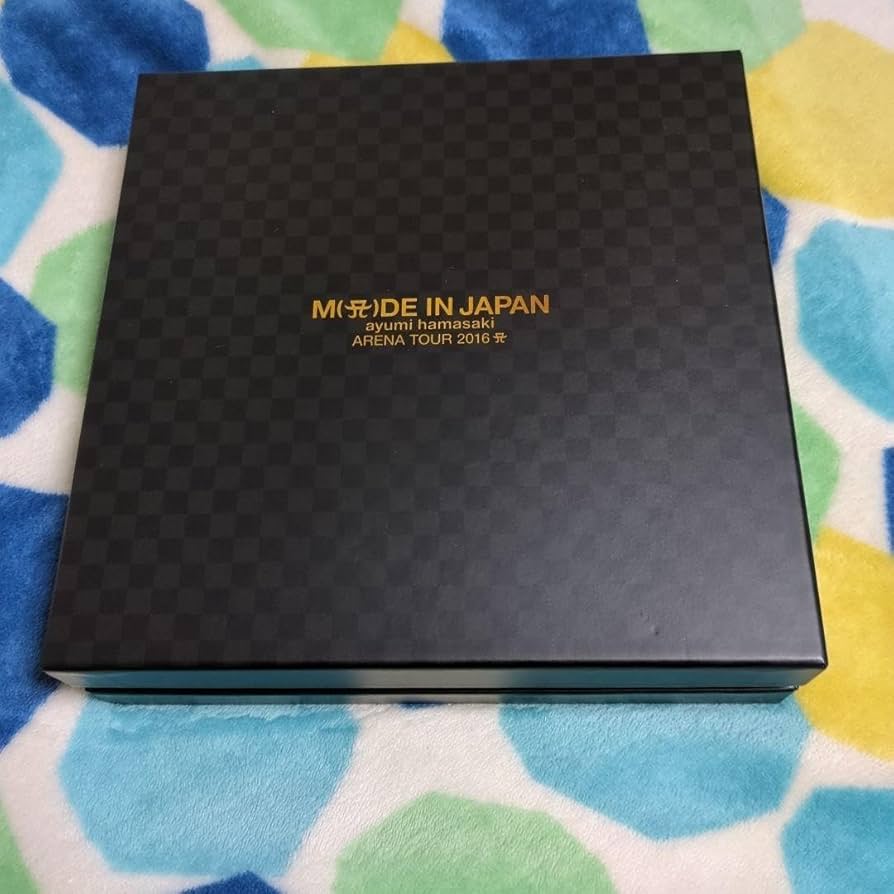 M(A)DE IN JAPAN
ayumi hamasaki
ARENA TOUR 2016 A